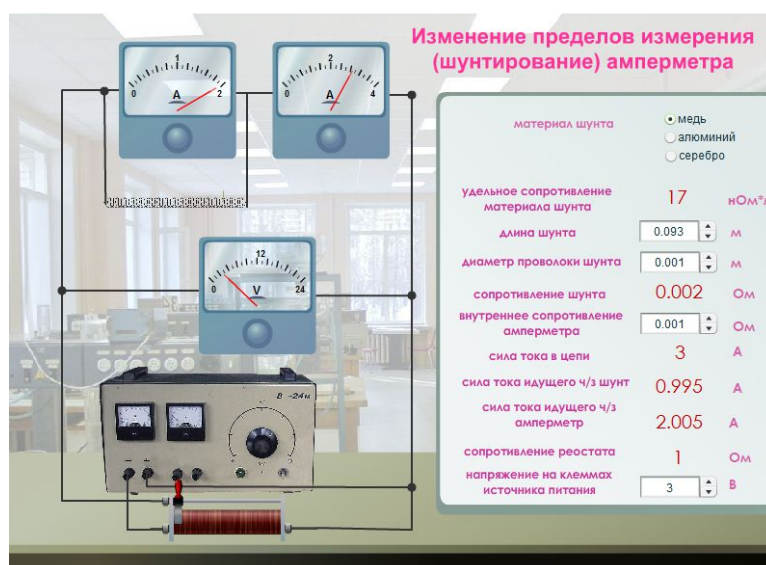 Изменение пределов измерения
(шунтирование) амперметра
0 1 2
A
0 2 4
A
материал шунта
медь
алюминий
серебро
удельное сопротивление
материала шунта
17
длина шунта
0.093
м
диаметр проволоки шунта
0.001
м
0 12 24
V
сопротивление шунта
0.002
Ом
внутреннее сопротивление
амперметра
0.001
Ом
сила тока в цепи
3
А
сила тока идущего ч/з шунт
0.995
А
сила тока идущего ч/з
амперметр
2.005
А
сопротивление реостата
1
Ом
напряжение на клеммах
источника питания
3
В